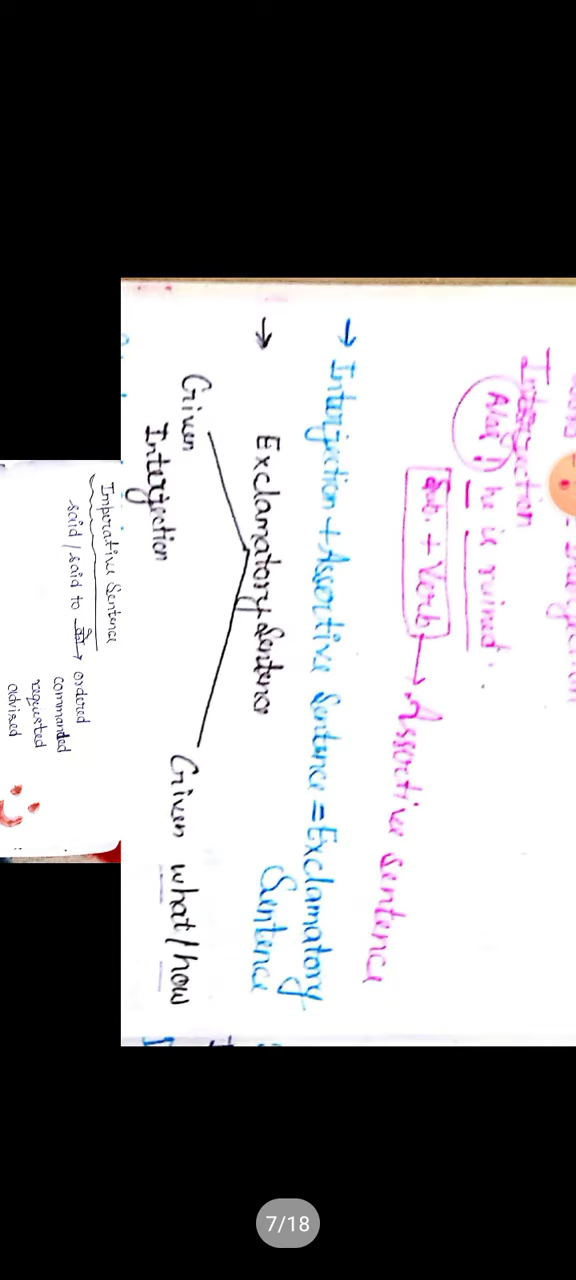 Interjection
Alas! he is ruined.
Sub. + Verb → Assertive sentence
→ Interjection + Assertive Sentence = Exclamatory
Sentence
→ Exclamatory Sentence
Given
Interjection
Given what/how
Imperative Sentence
said/said to → ordered
commanded
requested
advised
7/18